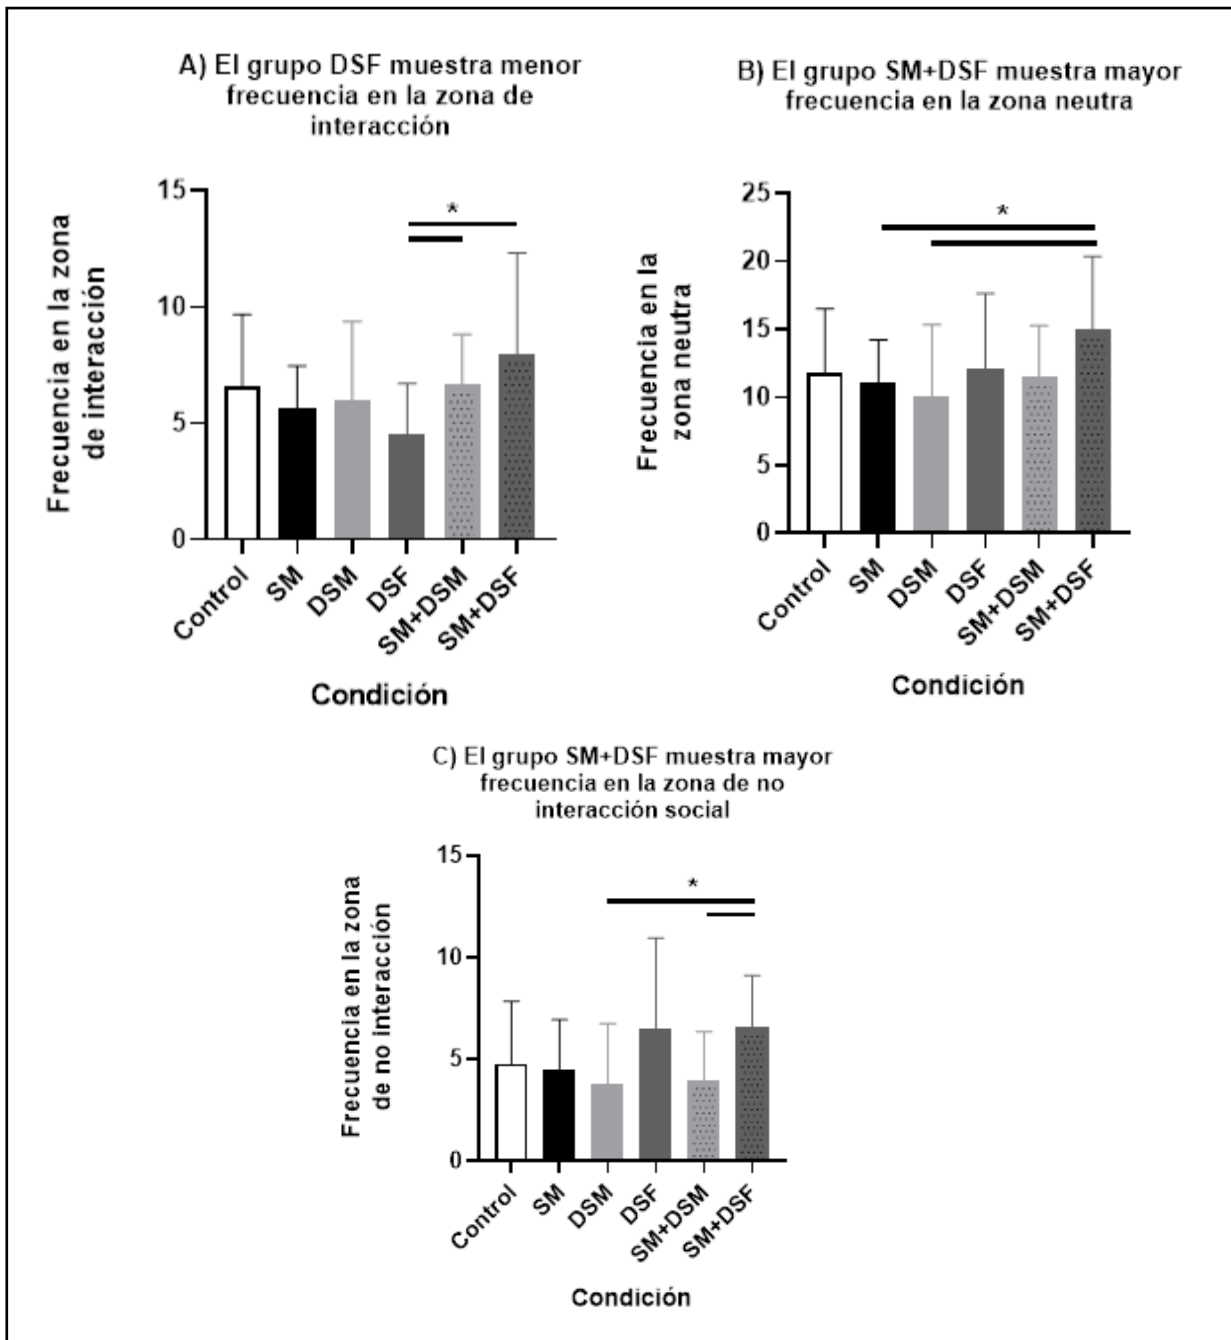 A) El grupo DSF muestra menor
frecuencia en la zona de
interacción
Frecuencia en la zona
de interacción
15
10
5
0
*
Control
SM
DSM
DSF
SM+DSM
SM+DSF
Condición
B) El grupo SM+DSF muestra mayor
frecuencia en la zona neutra
Frecuencia en la
zona neutra
25
20
15
10
5
0
*
Control
SM
DSM
DSF
SM+DSM
SM+DSF
Condición
C) El grupo SM+DSF muestra mayor
frecuencia en la zona de no
interacción social
Frecuencia en la zona
de no interacción
15
10
5
0
*
Control
SM
DSM
DSF
SM+DSM
SM+DSF
Condición